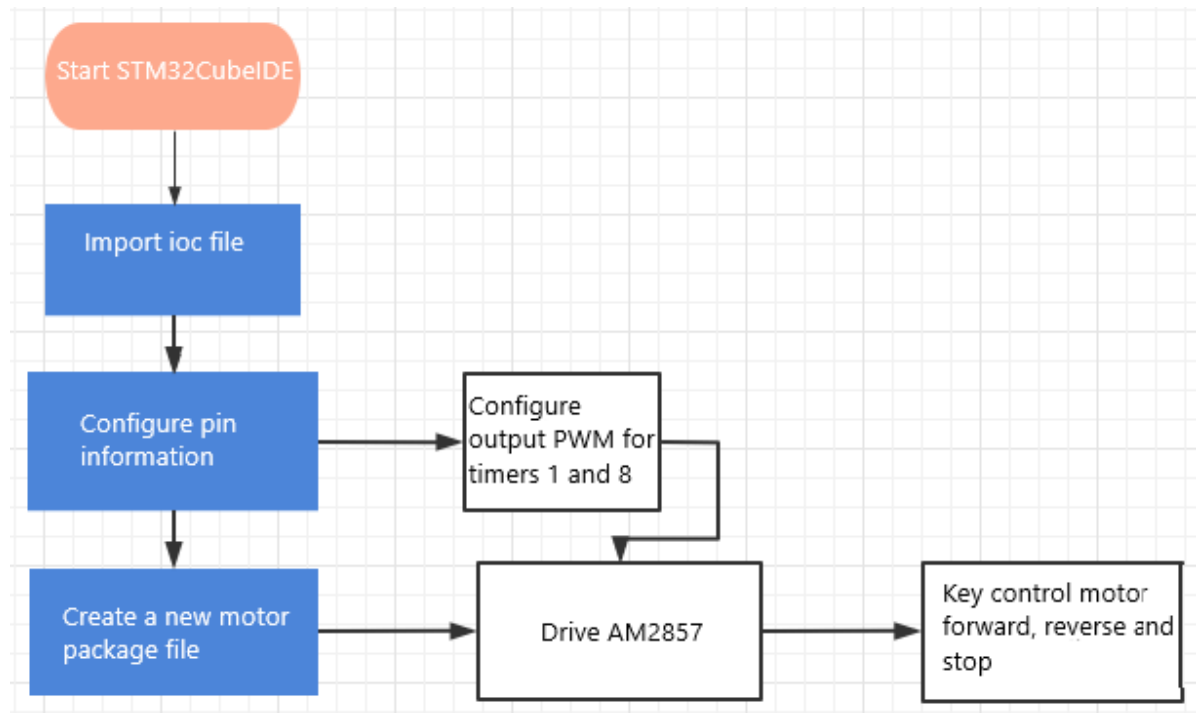 Start STM32CubeIDE
Import ioc file
Configure pin
information
Configure
output PWM for
timers 1 and 8
Create a new motor
package file
Drive AM2857
Key control motor
forward, reverse and
stop